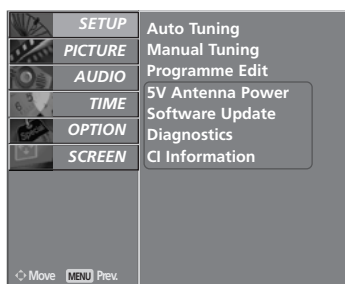 SETUP
PICTURE
AUDIO
TIME
OPTION
SCREEN
Auto Tuning
Manual Tuning
Programme Edit
5V Antenna Power
Software Update
Diagnostics
CI Information
Move MENU Prev.